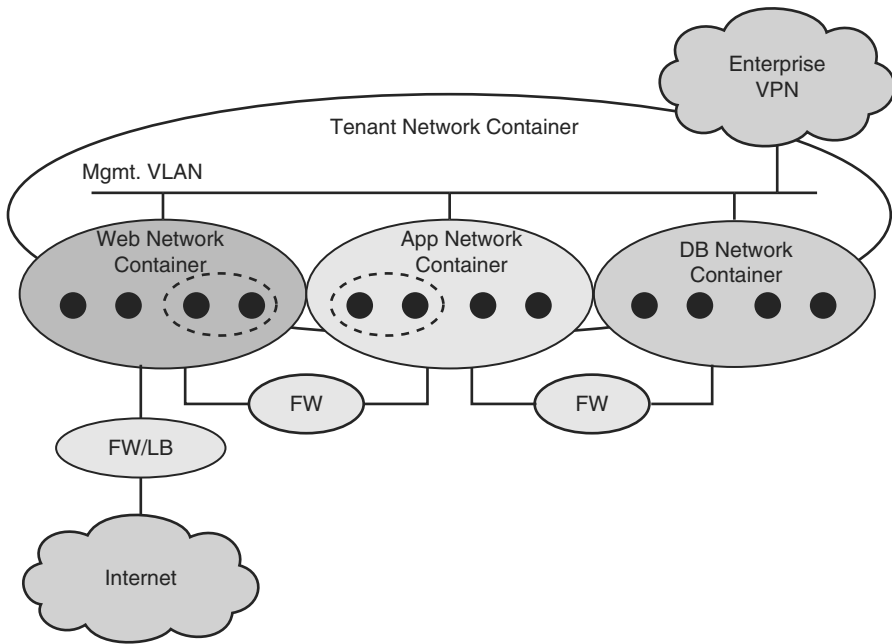 Enterprise
VPN
Tenant Network Container
Mgmt. VLAN
Web Network
Container
App Network
Container
DB Network
Container
FW
FW
FW/LB
Internet